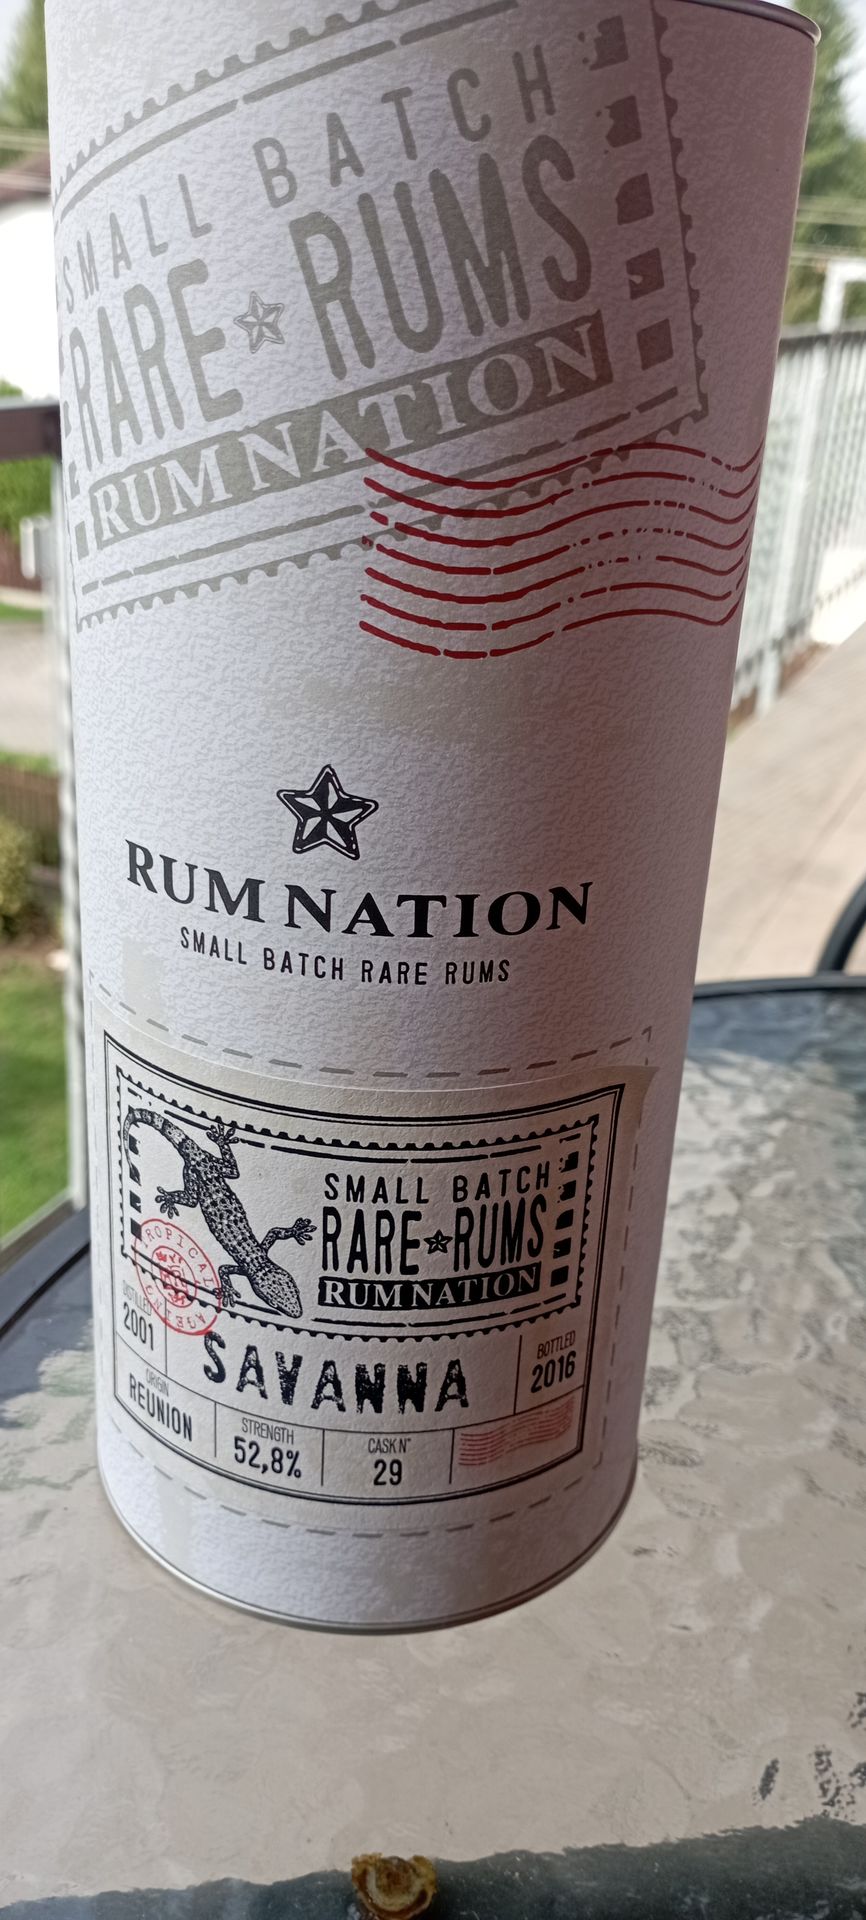 SMALL BATCH
RARE RUMS
RUM NATION
RUM NATION
SMALL BATCH RARE RUMS
SMALL BATCH
RARE RUMS
RUM NATION
TROPICAL AGEING
DISTILLED
2001
SAVANNA
BOTTLED
2016
ORIGIN
REUNION
STRENGTH
52,8%
CASK N°
29